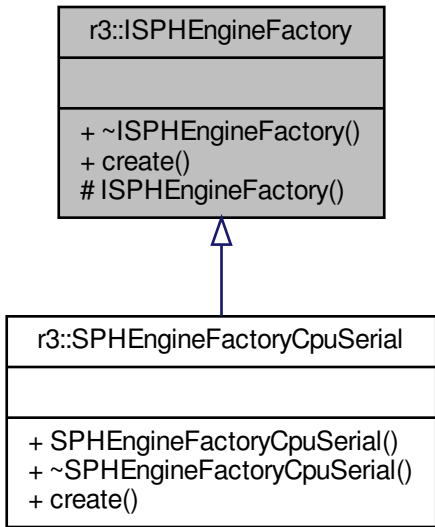 r3::ISPHEngineFactory
+ ~ISPHEngineFactory()
+ create()
# ISPHEngineFactory()
r3::SPHEngineFactoryCpuSerial
+ SPHEngineFactoryCpuSerial()
+ ~SPHEngineFactoryCpuSerial()
+ create()